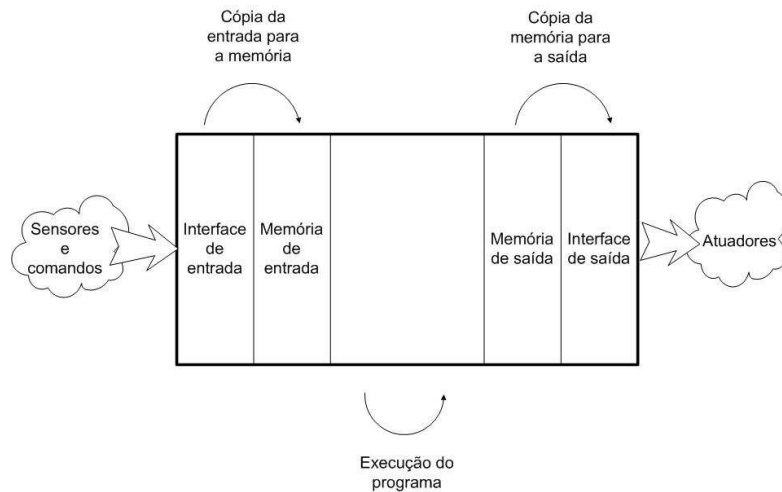 Cópia da
entrada para
a memória
Cópia da
memória para
a saída
Sensores
e
comandos
Interface
de
entrada
Memória
de
entrada
Memória
de saída
Interface
de saída
Atuadores
Execução do
programa